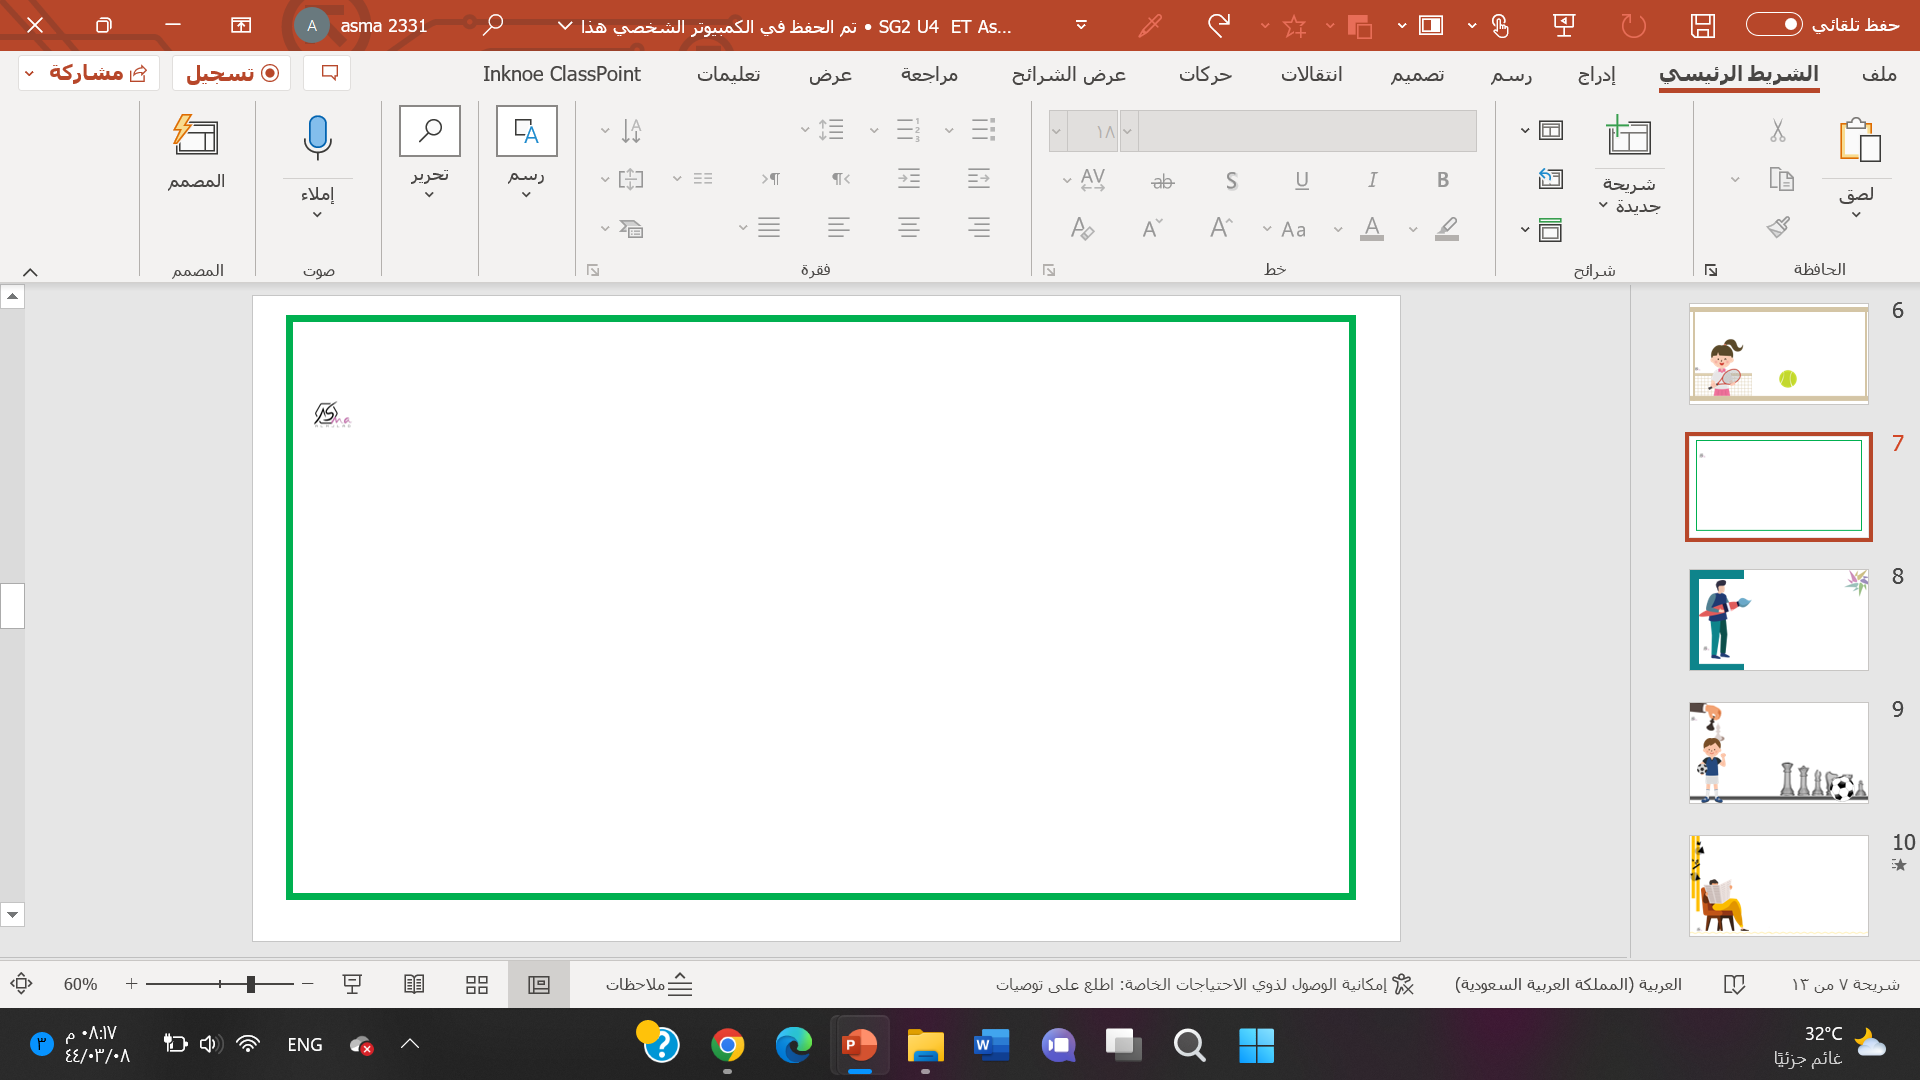 حفظ تلقائي
SG2 U4  ET As... • تم الحفظ في الكمبيوتر الشخصي هذا
asma 2331
A
ملف
الشريط الرئيسي
إدراج
رسم
تصميم
انتقالات
حركات
عرض الشرائح
مراجعة
عرض
تعليمات
Inknoe ClassPoint
تسجيل
مشاركة
لصق
الحافظة
شريحة
جديدة
شرائح
١٨
خط
فقرة
رسم
تحرير
إملاء
صوت
المصمم
المصمم
6
7
8
9
10
شريحة ٧ من ١٣
العربية (المملكة العربية السعودية)
إمكانية الوصول لذوي الاحتياجات الخاصة: اطلع على توصيات
ملاحظات
60%
32°C
غائم جزئيًا
ENG
٠٨:١٧ م
٤٤/٠٣/٠٨
٣